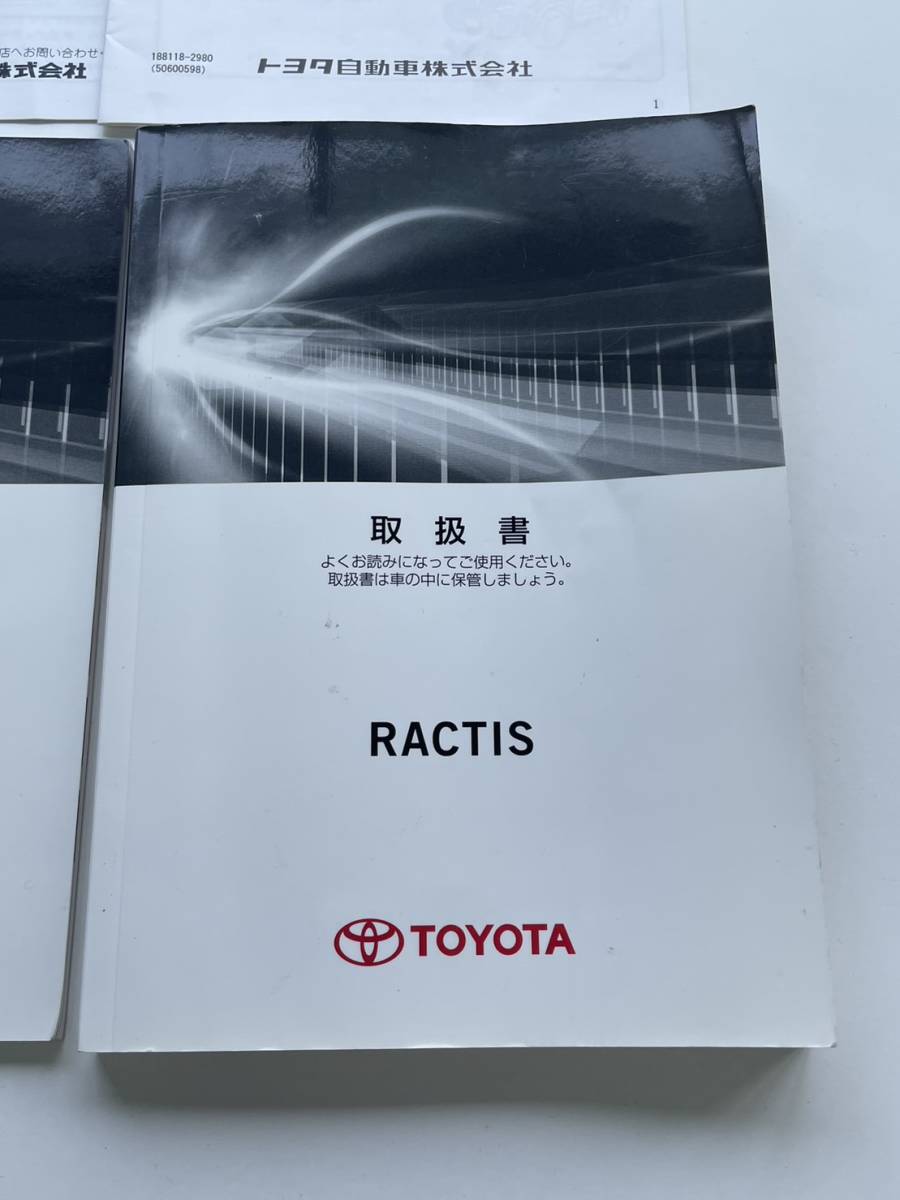 店へお問い合わせ・
株式会社
188118-2980
(50600598)
トヨタ自動車株式会社
1
取扱書
よくお読みになってご使用ください。
取扱書は車の中に保管しましょう。
RACTIS
TOYOTA